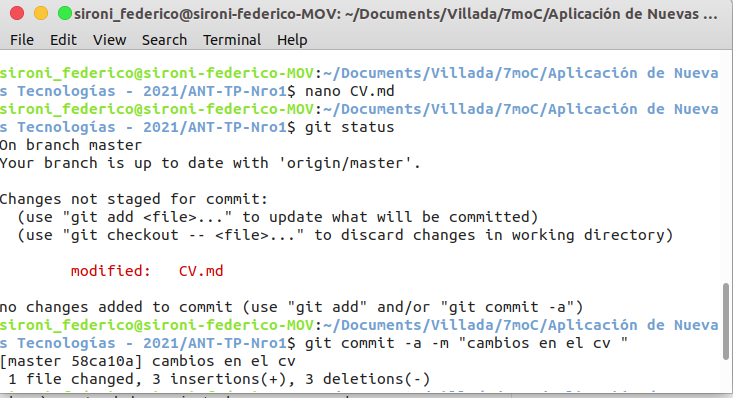 sironi_federico@sironi-federico-MOV: ~/Documents/Villada/7moC/Aplicación de Nuevas ...
File Edit View Search Terminal Help
sironi_federico@sironi-federico-MOV:~/Documents/Villada/7moC/Aplicación de Nueva
s Tecnologías - 2021/ANT-TP-Nro1$ nano CV.md
sironi_federico@sironi-federico-MOV:~/Documents/Villada/7moC/Aplicación de Nueva
s Tecnologías - 2021/ANT-TP-Nro1$ git status
On branch master
Your branch is up to date with 'origin/master'.
Changes not staged for commit:
(use "git add <file>..." to update what will be committed)
(use "git checkout -- <file>..." to discard changes in working directory)
modified: CV.md
no changes added to commit (use "git add" and/or "git commit -a")
sironi_federico@sironi-federico-MOV:~/Documents/Villada/7moC/Aplicación de Nueva
s Tecnologías - 2021/ANT-TP-Nro1$ git commit -a -m "cambios en el cv "
[master 58ca10a] cambios en el cv
1 file changed, 3 insertions(+), 3 deletions(-)